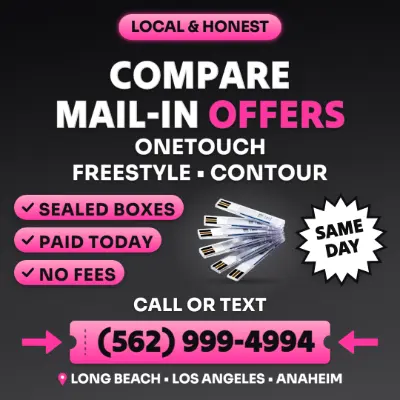 LOCAL & HONEST
COMPARE
MAIL-IN OFFERS
ONETOUCH
FREESTYLE ▪ CONTOUR
SEALED BOXES
PAID TODAY
NO FEES
SAME
DAY
CALL OR TEXT
(562) 999-4994
LONG BEACH ▪ LOS ANGELES ▪ ANAHEIM